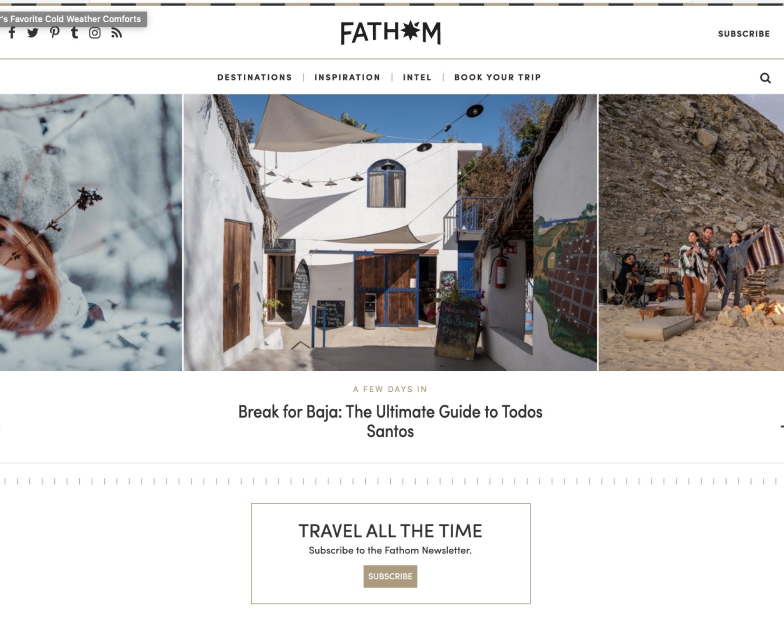 's Favorite Cold Weather Comforts
FATHOM
SUBSCRIBE
DESTINATIONS | INSPIRATION | INTEL | BOOK YOUR TRIP
A FEW DAYS IN
Break for Baja: The Ultimate Guide to Todos
Santos
TRAVEL ALL THE TIME
Subscribe to the Fathom Newsletter.
SUBSCRIBE